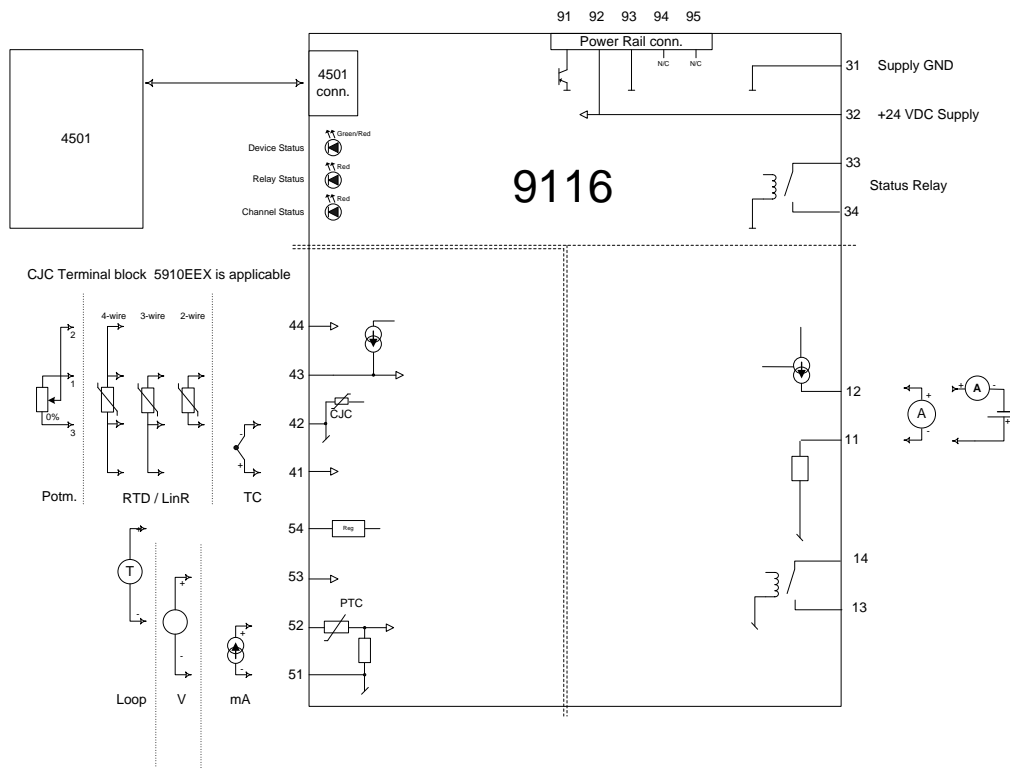 91 92 93 94 95
Power Rail conn.
N/C N/C
4501
4501
conn.
31 Supply GND
32 +24 VDC Supply
Green/Red
Device Status
Red
Relay Status
Red
Channel Status
9116
33
Status Relay
34
CJC Terminal block 5910EEX is applicable
4-wire 3-wire 2-wire
2
1
0%
3
Potm.
RTD / LinR
-
+
TC
44
43
42
CJC
41
54
Reg
53
52
PTC
51
12
11
14
13
+
A
-
+
A
-
+
+
T
-
Loop
+
-
V
+
-
mA